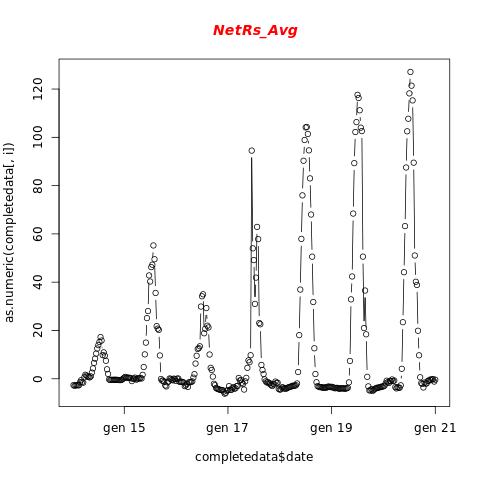 NetRs_Avg
as.numeric(completedata[, i])
120
100
80
60
40
20
0
gen 15
gen 17
gen 19
gen 21
completedata$date